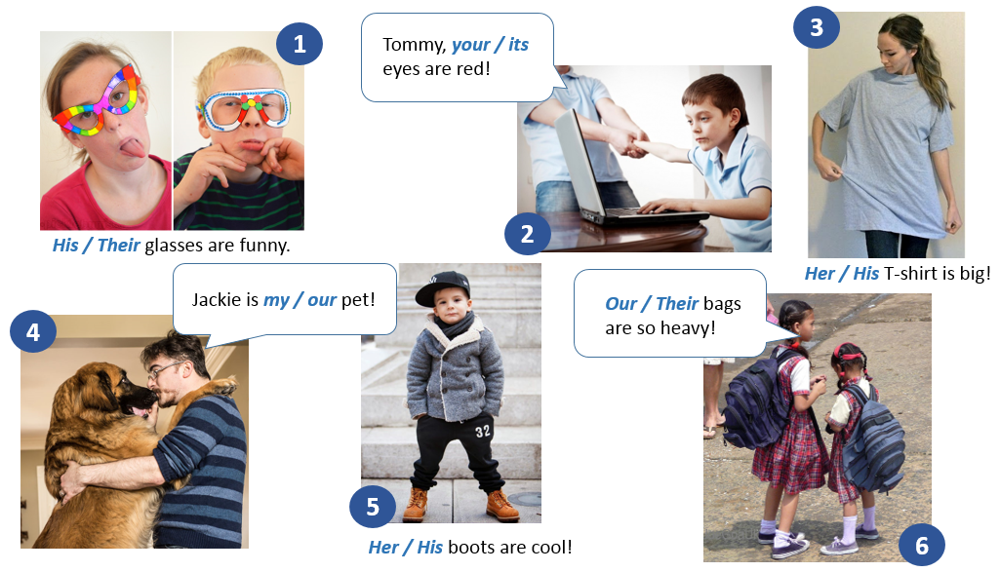 1
His / Their glasses are funny.
Tommy, your / its
eyes are red!
2
3
Her / His T-shirt is big!
4
Jackie is my / our pet!
32
5
Her / His boots are cool!
Our / Their bags
are so heavy!
6